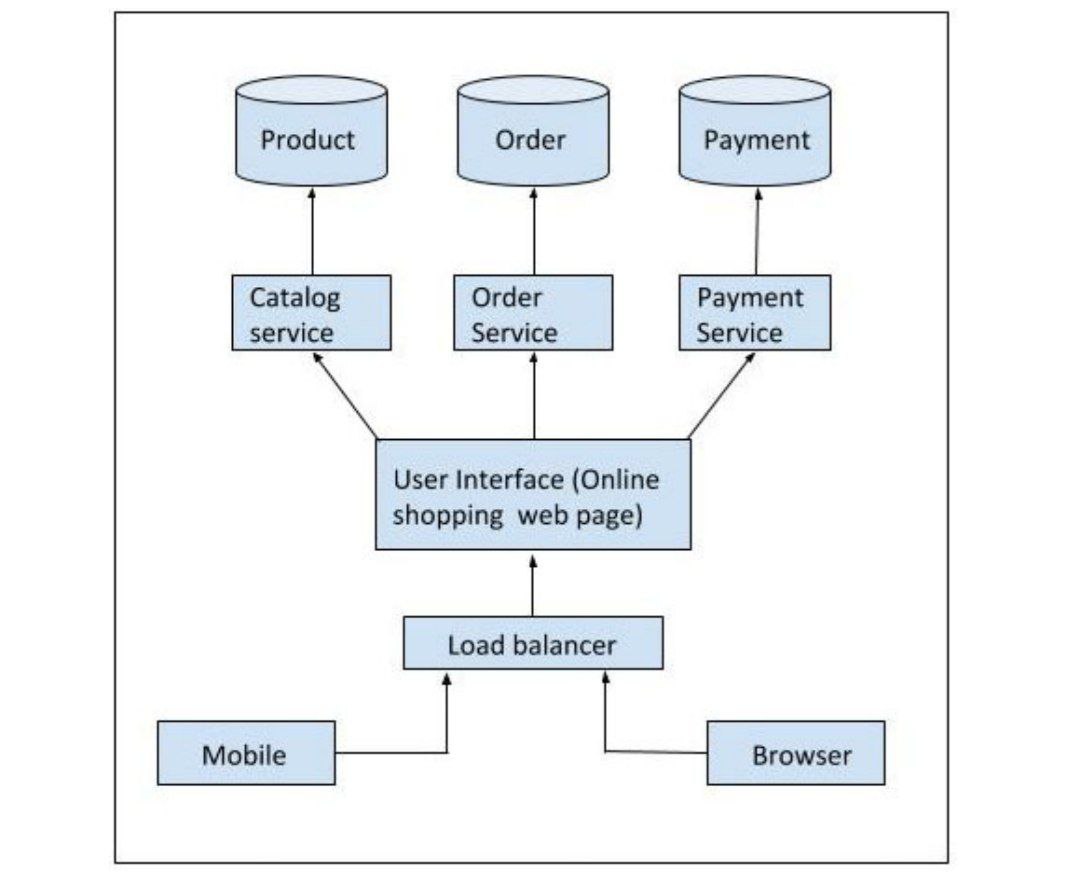 Product
Order
Payment
Catalog
service
Order
Service
Payment
Service
User Interface (Online
shopping  web page)
Load balancer
Mobile
Browser